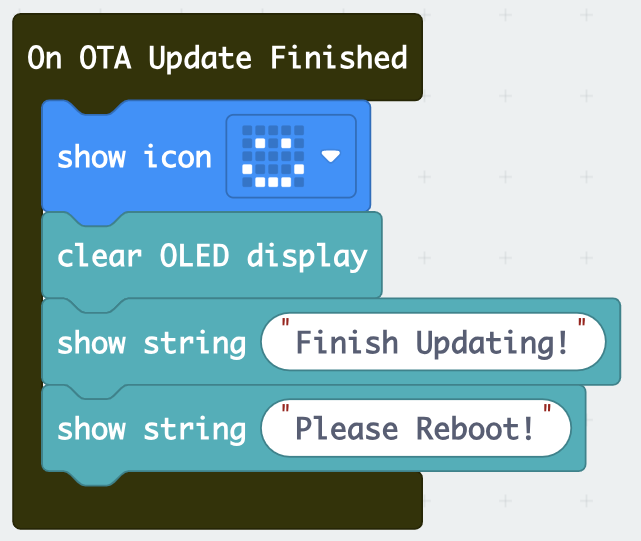 On OTA Update Finished
show icon
clear OLED display
show string "Finish Updating!"
show string "Please Reboot!"